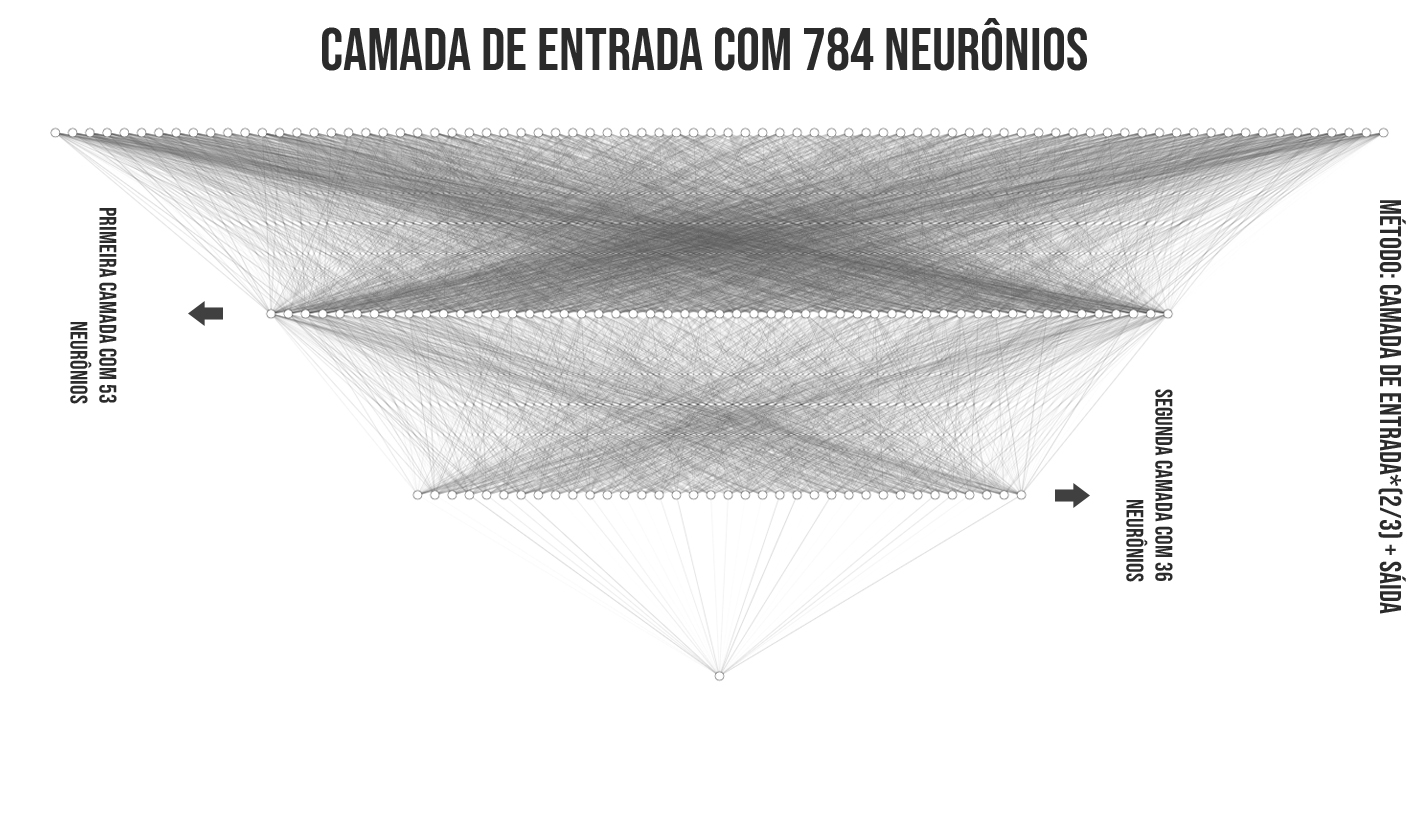 MÉTODO: CAMADA DE ENTRADA*(2/3) + SÁIDA
CAMADA DE ENTRADA COM 784 NEURÔNIOS
SEGUNDA CAMADA COM 36
NEURÔNIOS
PRIMEIRA CAMADA COM 53
NEURÔNIOS